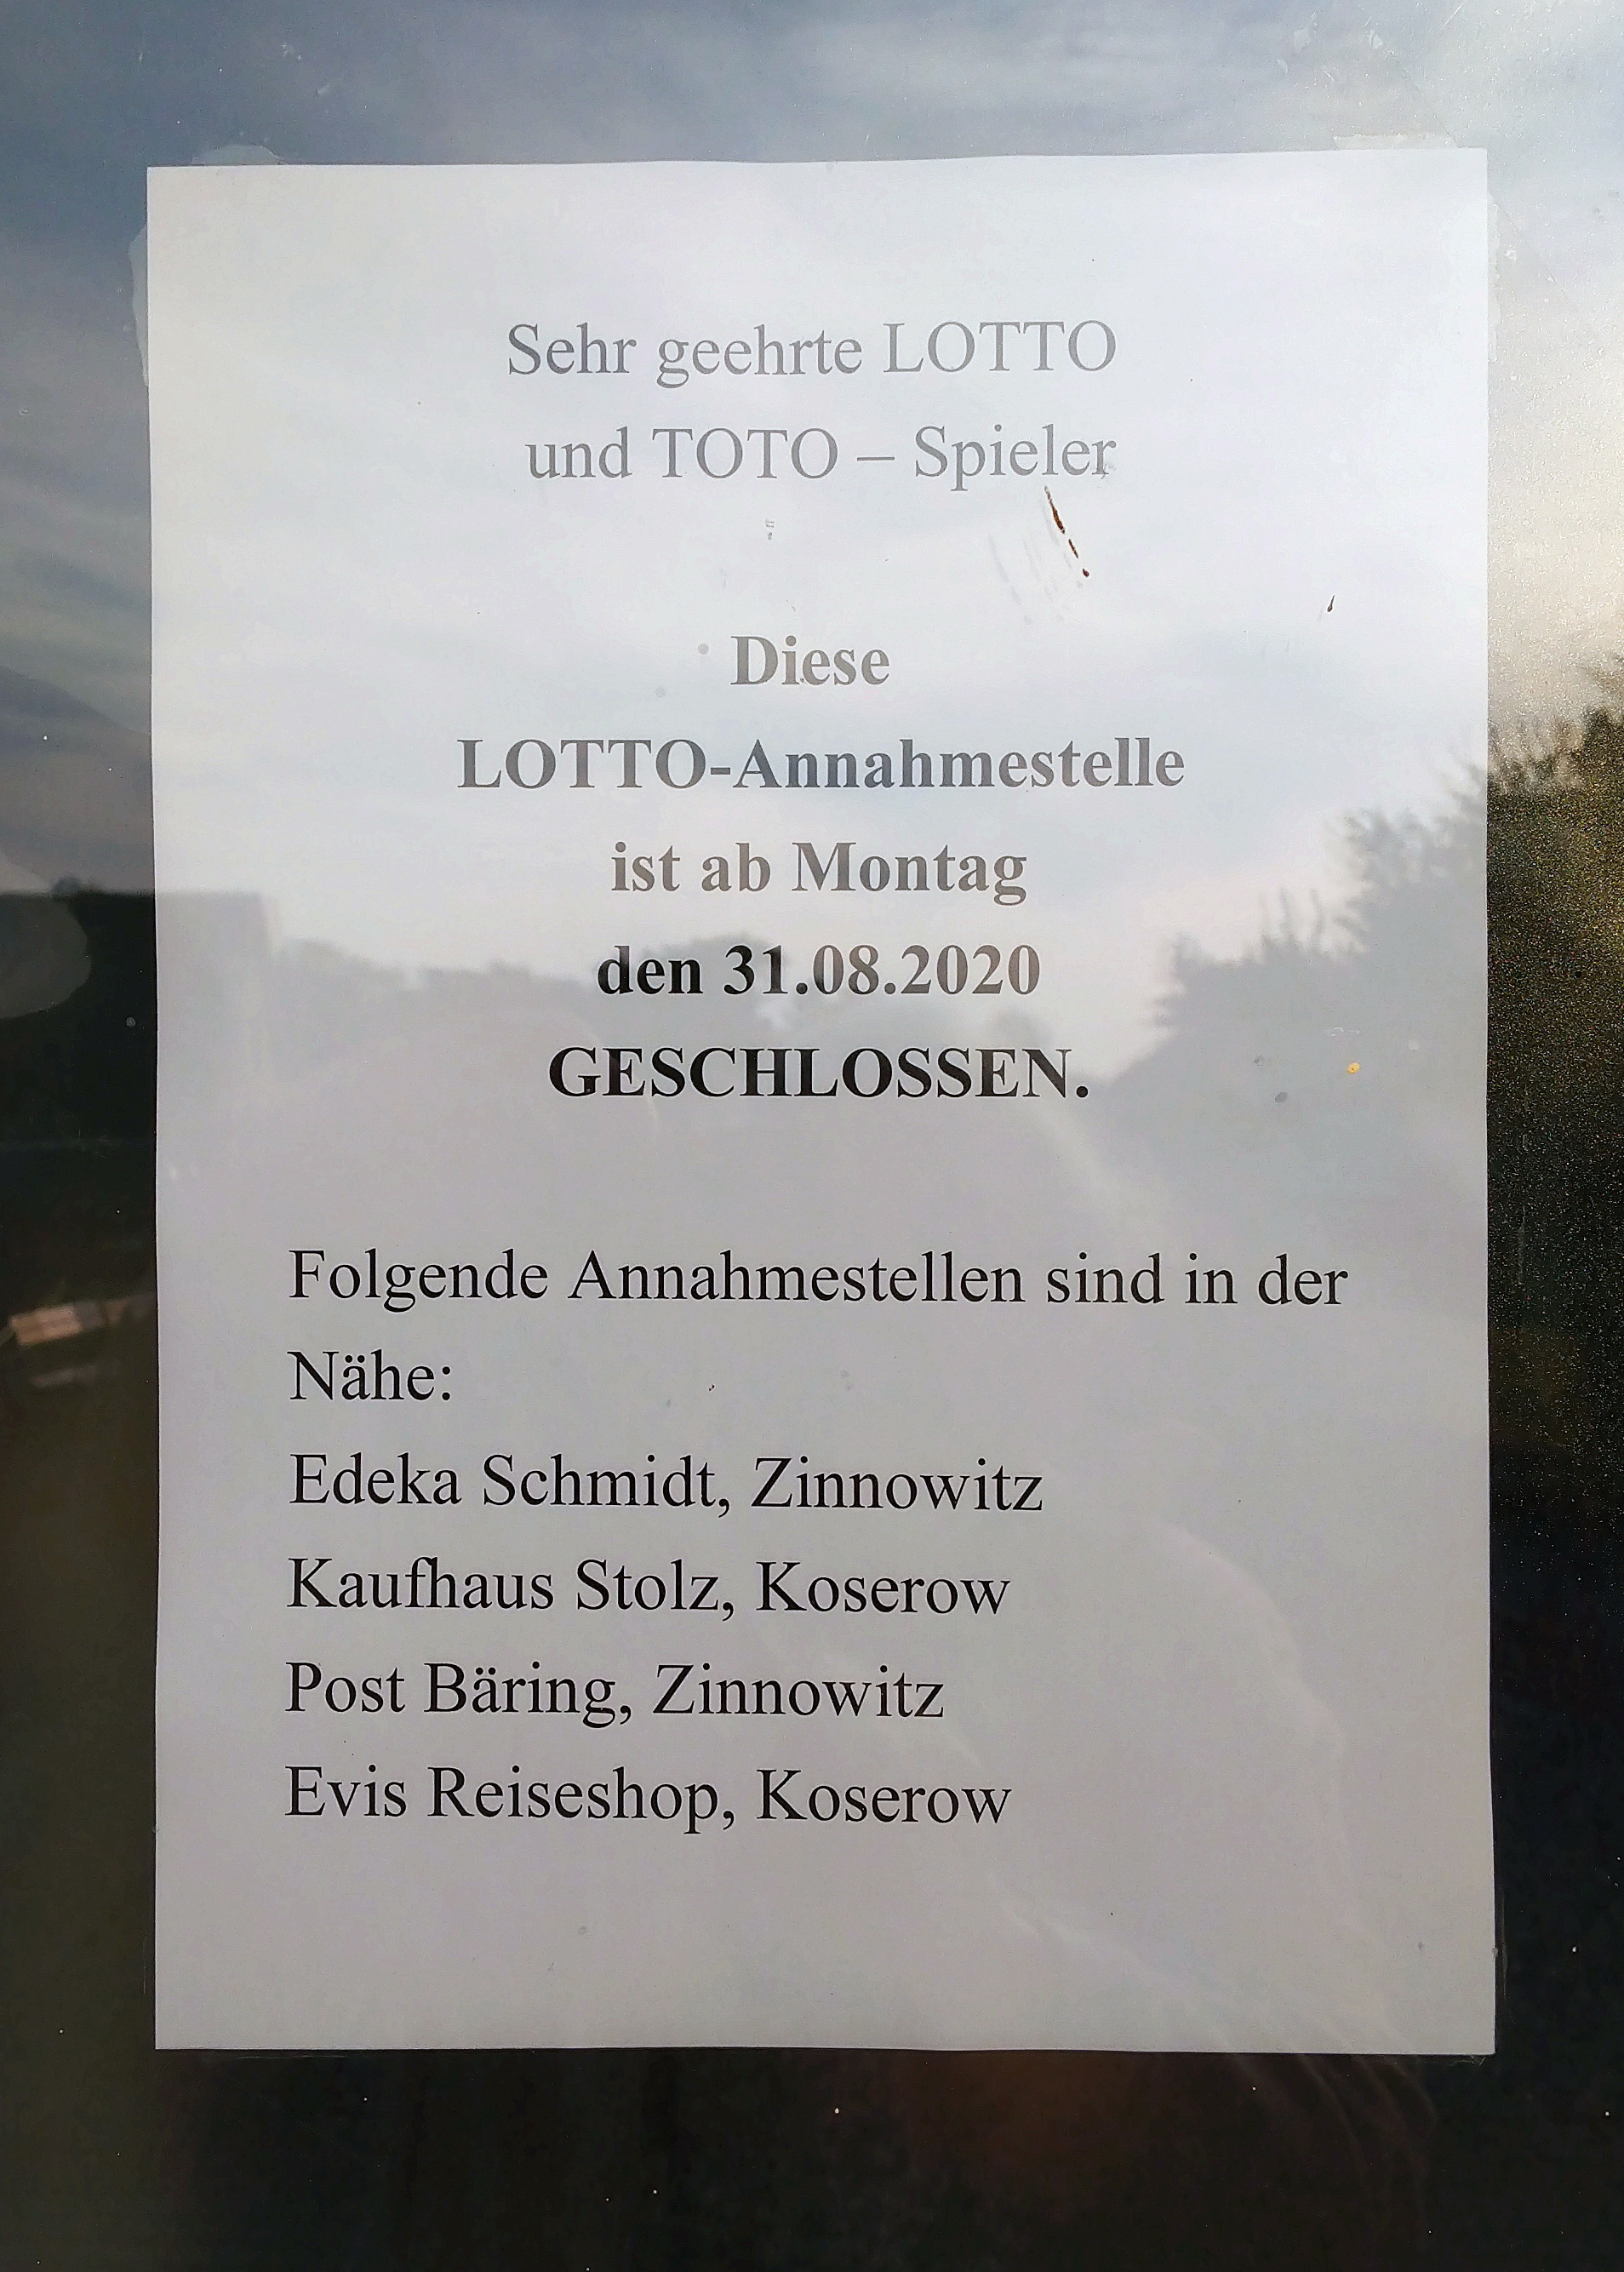 Sehr geehrte LOTTO
und TOTO – Spieler
Diese
LOTTO-Annahmestelle
ist ab Montag
den 31.08.2020
GESCHLOSSEN.
Folgende Annahmestellen sind in der
Nähe:
Edeka Schmidt, Zinnowitz
Kaufhaus Stolz, Koserow
Post Bäring, Zinnowitz
Evis Reiseshop, Koserow